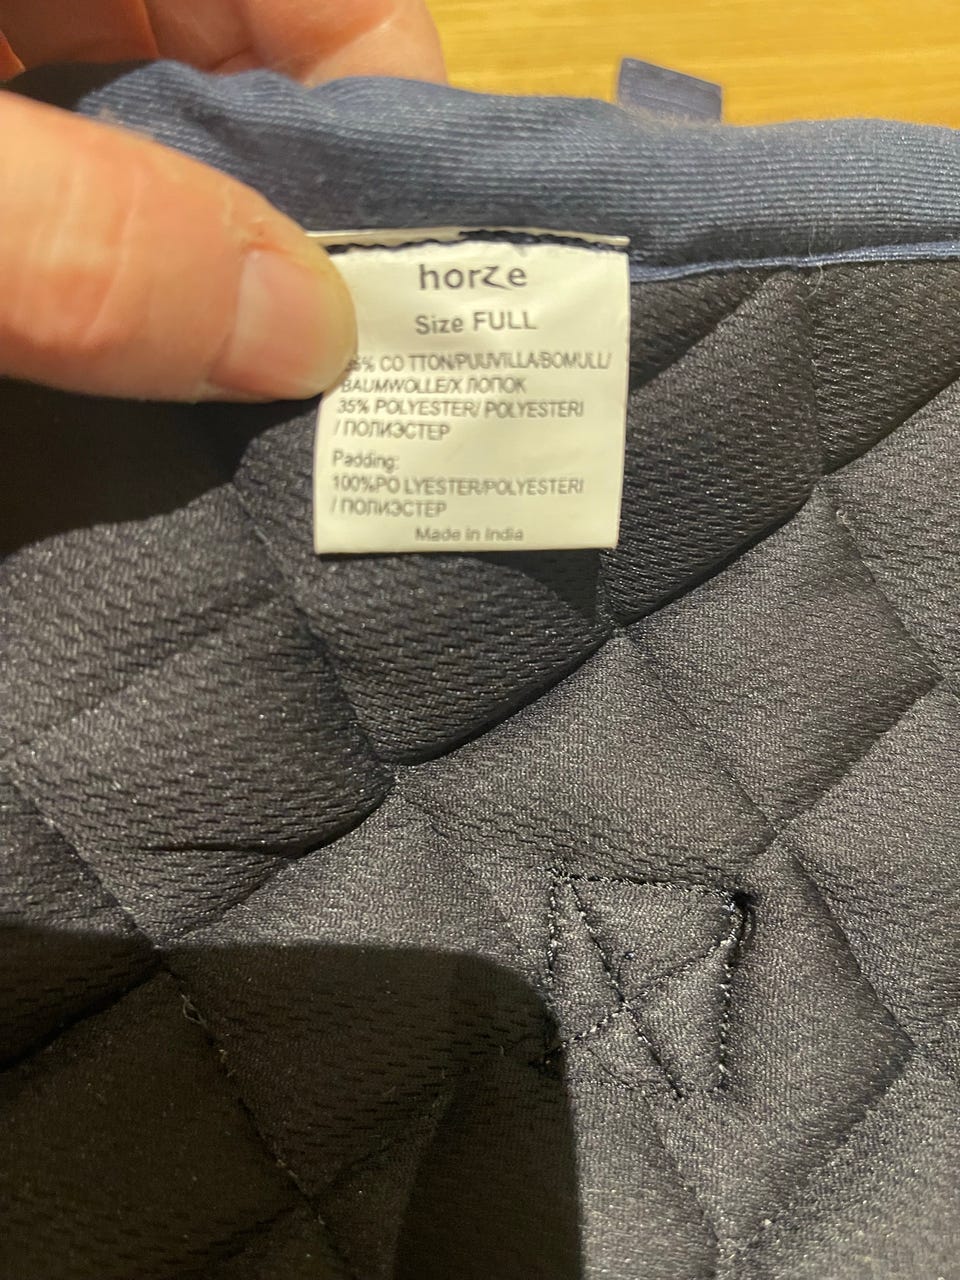 horze
Size FULL
% CO TTON/PUUVILLA/BOMULL/
BAUMWOLLE/X ЛОПОК
35% POLYESTER/ POLYESTERI
/ ПОЛИЭСТЕР
Padding:
100%PO LYESTER/POLYESTERI
/ ПОЛИЭСТЕР
Made in India